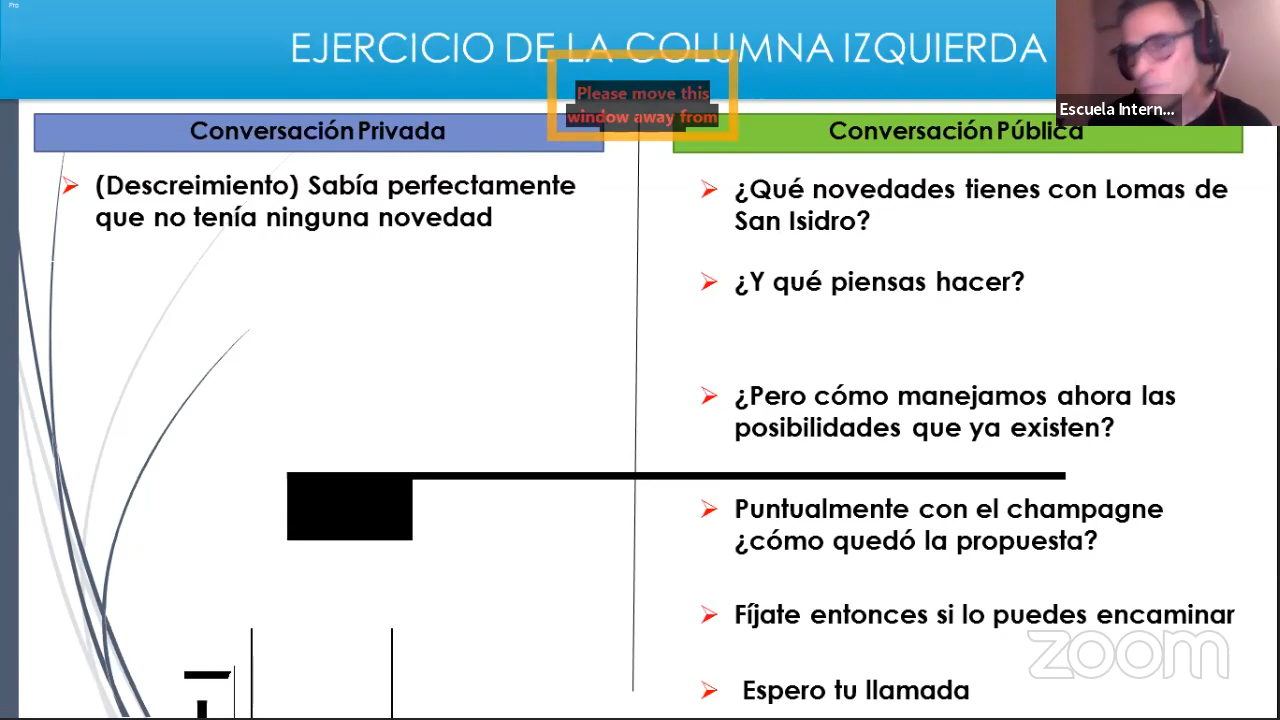 Pro
EJERCICIO DE LA COLUMNA IZQUIERDA
Please move this
window away from
Escuela Intern...
Conversación Privada
Conversación Pública
(Descreimiento) Sabía perfectamente
que no tenía ninguna novedad
¿Qué novedades tienes con Lomas de
San Isidro?
¿Y qué piensas hacer?
¿Pero cómo manejamos ahora las
posibilidades que ya existen?
Puntualmente con el champagne
¿cómo quedó la propuesta?
Fíjate entonces si lo puedes encaminar
Espero tu llamada
zoom